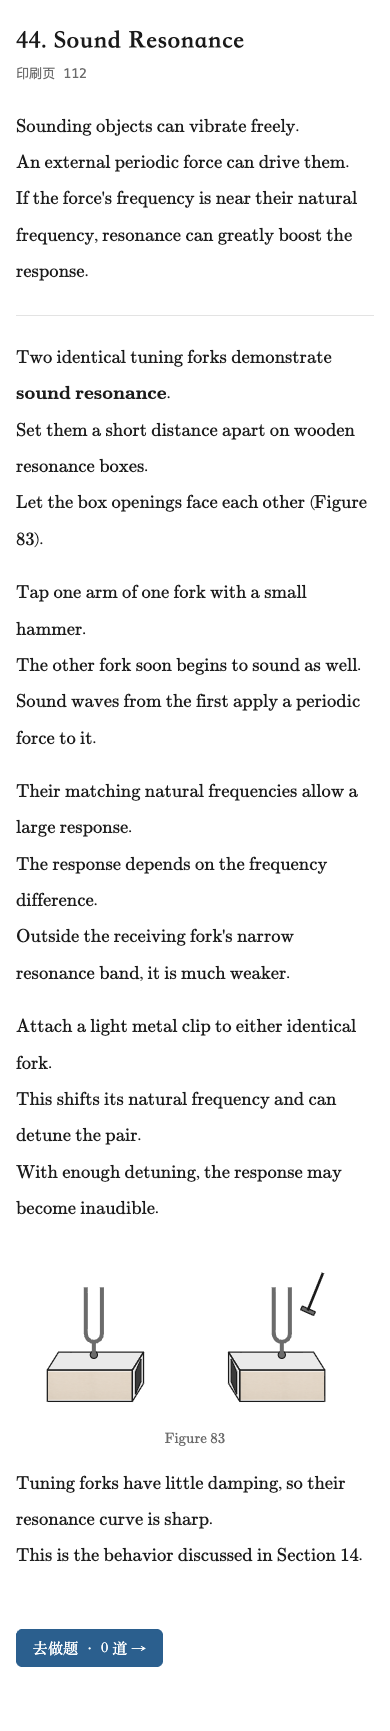 44. Sound Resonance
印刷页 112
Sounding objects can vibrate freely.
An external periodic force can drive them.
If the force's frequency is near their natural
frequency, resonance can greatly boost the
response.
Two identical tuning forks demonstrate
sound resonance.
Set them a short distance apart on wooden
resonance boxes.
Let the box openings face each other (Figure
83).
Tap one arm of one fork with a small
hammer.
The other fork soon begins to sound as well.
Sound waves from the first apply a periodic
force to it.
Their matching natural frequencies allow a
large response.
The response depends on the frequency
difference.
Outside the receiving fork's narrow
resonance band, it is much weaker.
Attach a light metal clip to either identical
fork.
This shifts its natural frequency and can
detune the pair.
With enough detuning, the response may
become inaudible.
Figure 83
Tuning forks have little damping, so their
resonance curve is sharp.
This is the behavior discussed in Section 14.
去做题 · 0 道 →